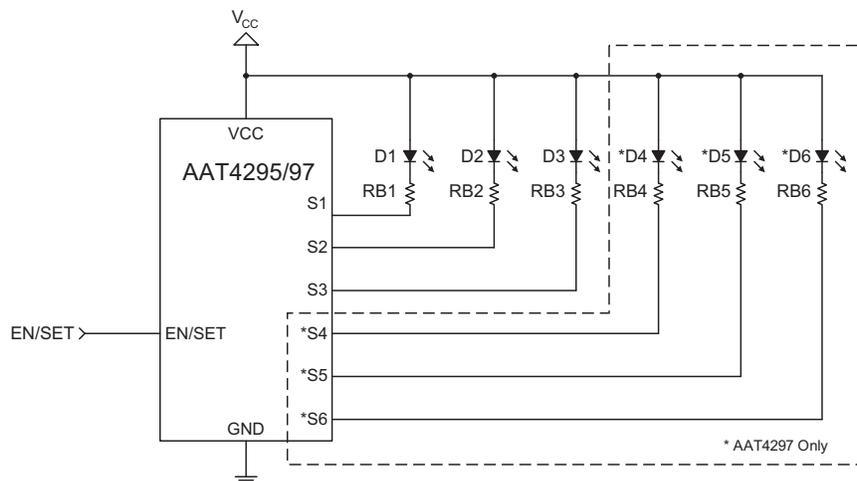 VCC
VCC
AAT4295/97
D1 D2 D3 *D4 *D5 *D6
RB1 RB2 RB3 RB4 RB5 RB6
S1
S2
S3
EN/SET EN/SET *S4
*S5
*S6
GND
* AAT4297 Only